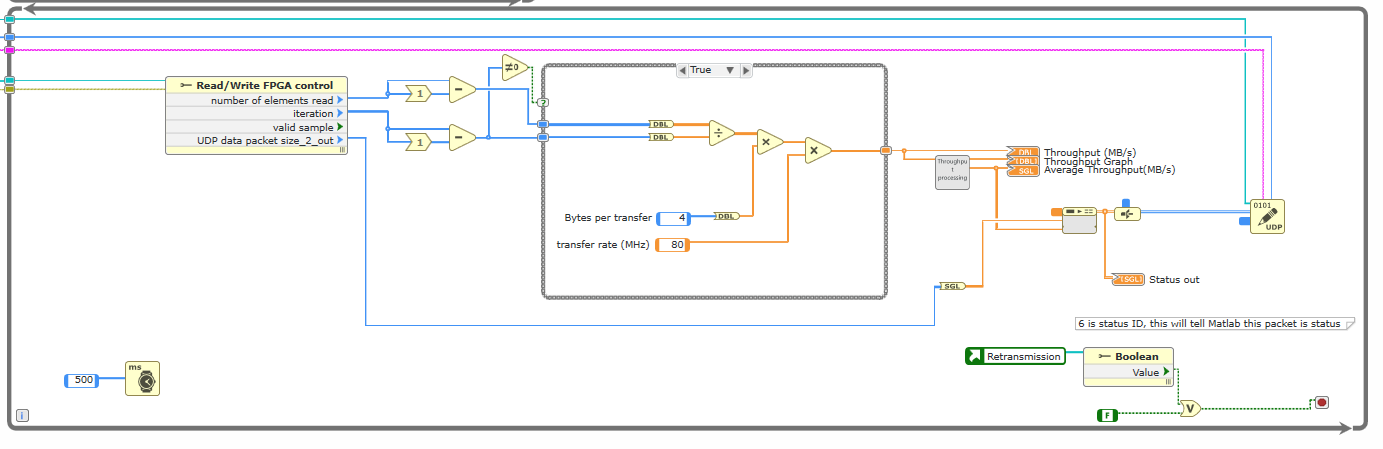 Read/Write FPGA control
number of elements read
iteration
valid sample
UDP data packet size_2_out
1
1
≠0
True
?
DBL
DBL
÷
×
×
Bytes per transfer
4
DBL
transfer rate (MHz)
80
Throughpu
t
processing
DBL
Throughput (MB/s)
[DBL]
Throughput Graph
SGL
Average Throughput(MB/s)
0101
UDP
SGL
[SGL]
Status out
6 is status ID, this will tell Matlab this packet is status
Retransmission
Boolean
Value
500
ms
F
V
i